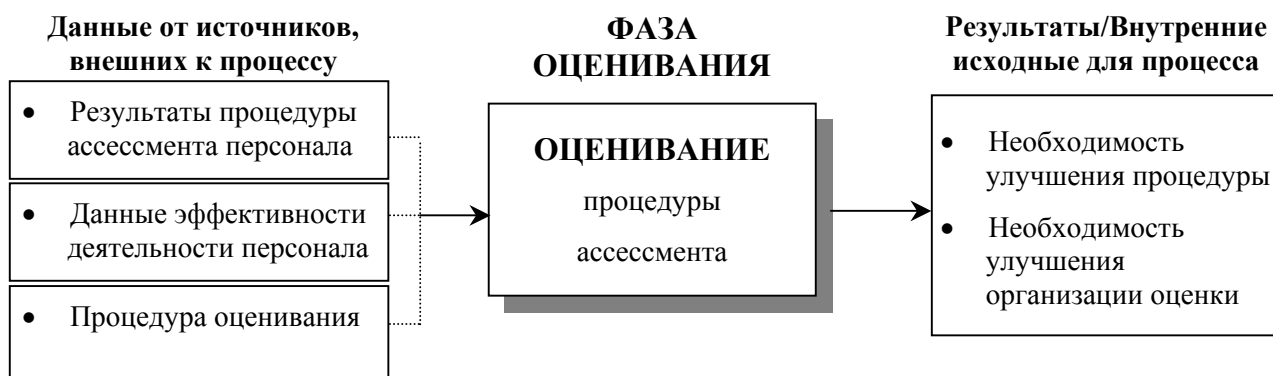 Данные от источников,
внешних к процессу
• Результаты процедуры
ассессмента персонала
• Данные эффективности
деятельности персонала
• Процедура оценивания
ФАЗА
ОЦЕНИВАНИЯ
ОЦЕНИВАНИЕ
процедуры
ассессмента
Результаты/Внутренние
исходные для процесса
• Необходимость
улучшения процедуры
• Необходимость
улучшения
организации оценки